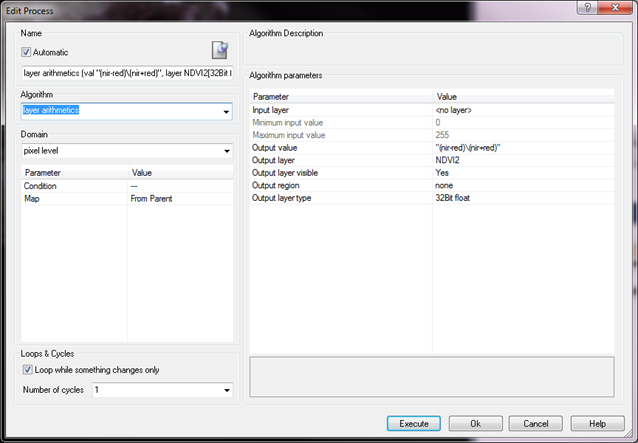 Edit Process
Name
Automatic
layer arithmetics (val "(nir-red)\(nir+red)", layer NDVI2[32Bit f
Algorithm
layer arithmetics
Domain
pixel level
Parameter Value
Condition ---
Map From Parent
Loops & Cycles
Loop while something changes only
Number of cycles 1
Algorithm Description
Algorithm parameters
Parameter Value
Input layer <no layer>
Minimum input value 0
Maximum input value 255
Output value "(nir-red)\(nir+red)"
Output layer NDVI2
Output layer visible Yes
Output region none
Output layer type 32Bit float
Execute Ok Cancel Help